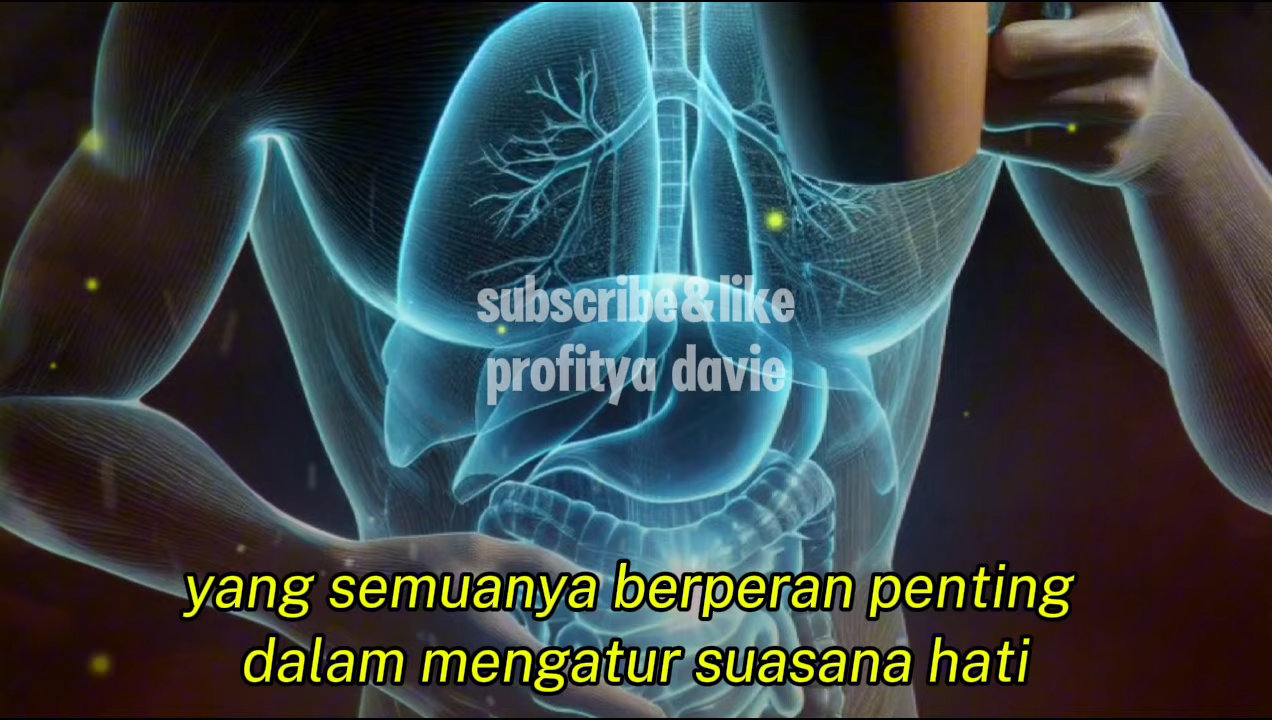 subscribe&like
profitya davie
yang semuanya berperan penting
dalam mengatur suasana hati